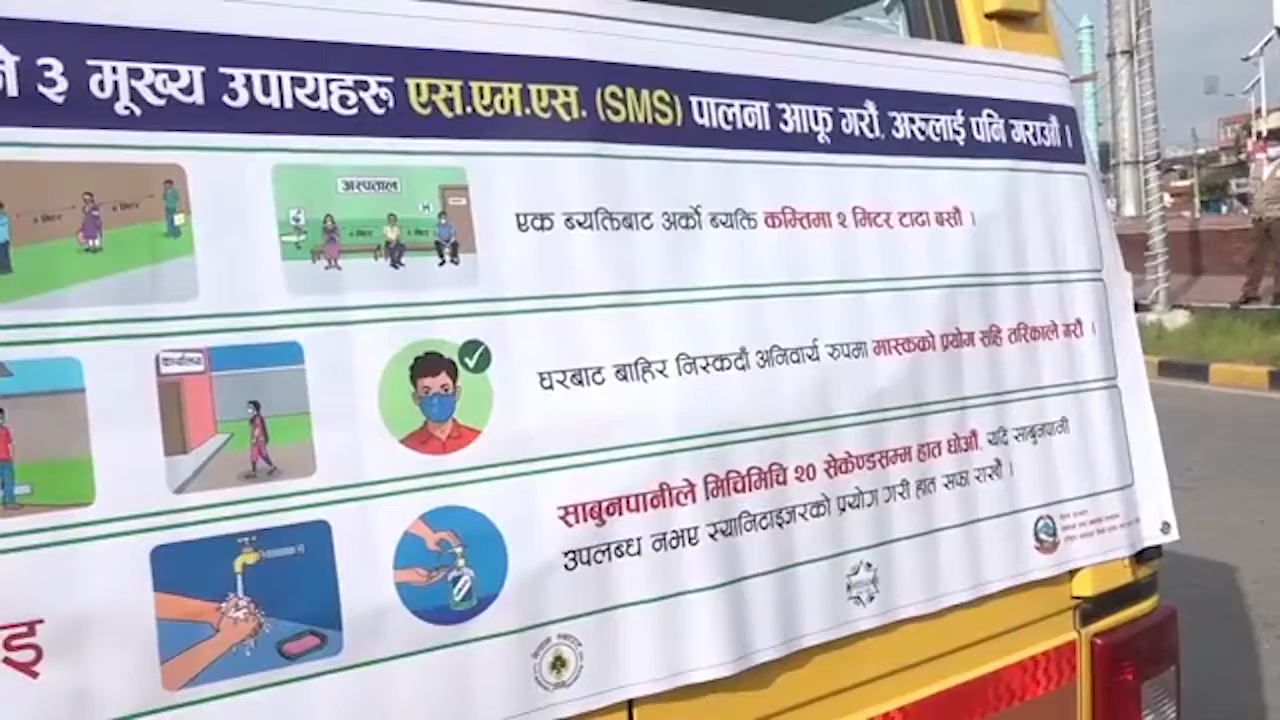 ने ३ मूख्य उपायहरू एस.एम.एस. (SMS) पालना आफू गरौं, अरुलाई पनि गराऔं ।
अस्पताल
एक ब्यक्तिबाट अर्को ब्यक्ति कम्तिमा २ मिटर टाढा बसौं ।
कार्यालय
घरबाट बाहिर निस्कदाँ अनिवार्य रुपमा मास्कको प्रयोग सहि तरिकाले गरौं ।
साबुनपानीले मिचिमिचि २० सेकेण्डसम्म हात धोऔं, यदि साबुनपानी
उपलब्ध नभए स्यानिटाइजरको प्रयोग गरी हात सफा राखौं ।
इ